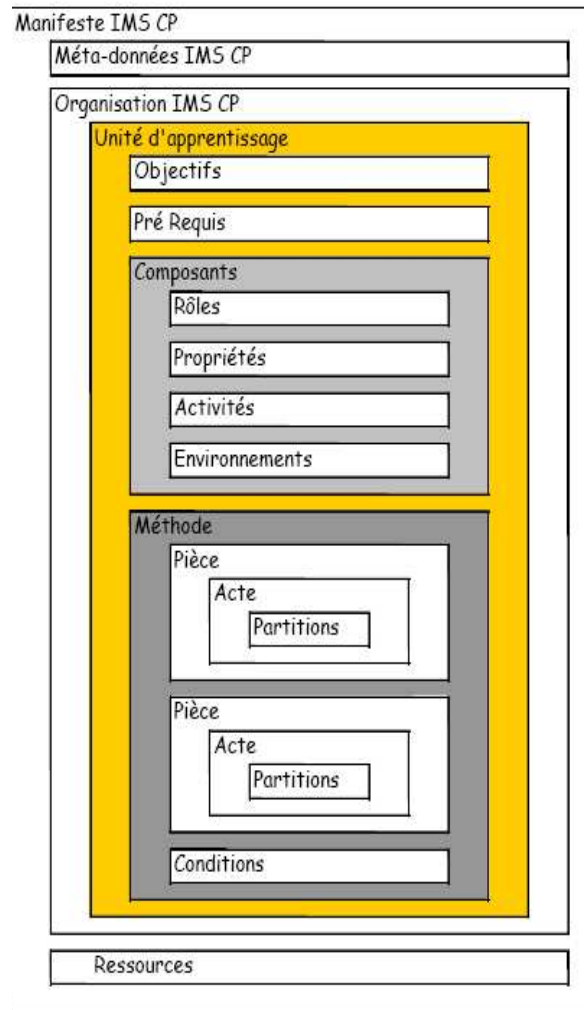 Manifeste IMS CP
Méta-données IMS CP
Organisation IMS CP
Unité d'apprentissage
Objectifs
Pré Requis
Composants
Rôles
Propriétés
Activités
Environnements
Méthode
Pièce
Acte
Partitions
Pièce
Acte
Partitions
Conditions
Ressources